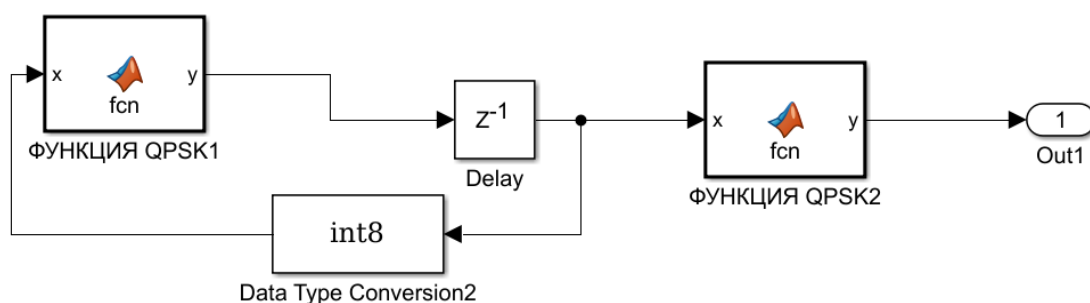 x
y
fcn
ФУНКЦИЯ QPSK1
Z-1
Delay
x
y
fcn
ФУНКЦИЯ QPSK2
1
Out1
int8
Data Type Conversion2